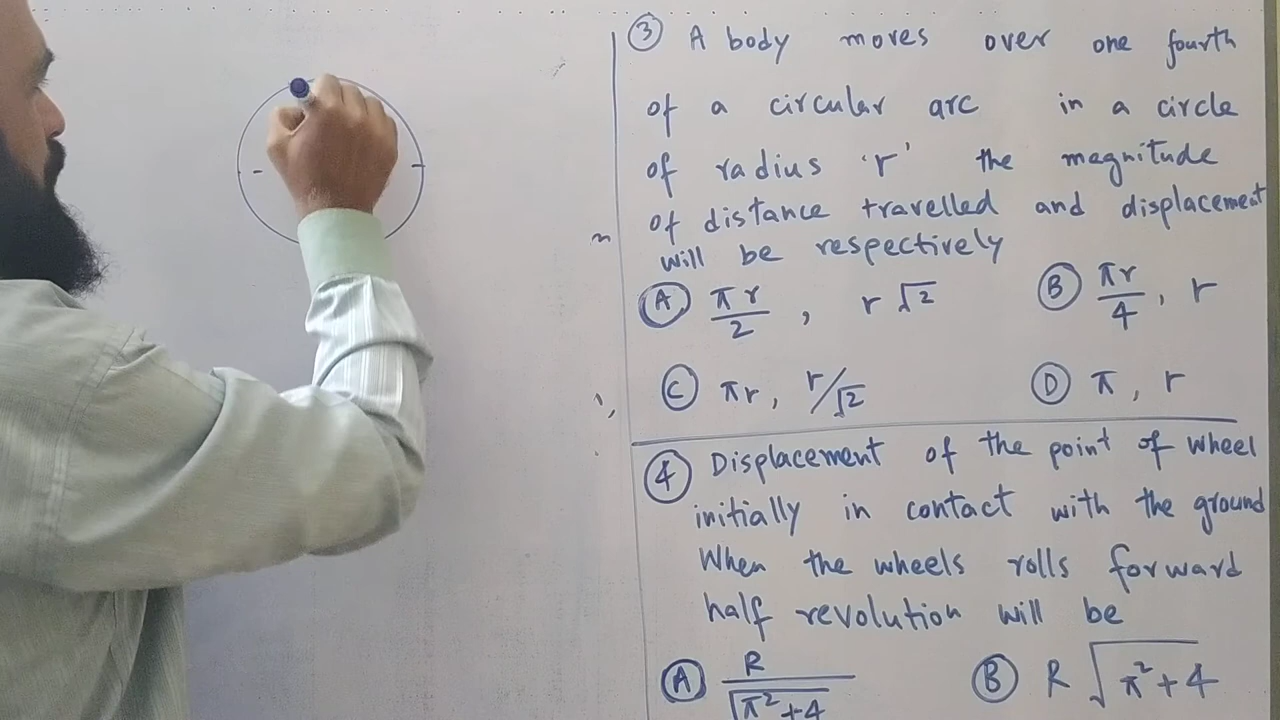 ③ A body moves over one fourth
of a circular arc in a circle
of radius 'r' the magnitude
of distance travelled and displacement
will be respectively
Ⓐ πr/2 , r√2 Ⓑ πr/4 , r
Ⓒ πr, r/√2 Ⓓ π, r
④ Displacement of the point of wheel
initially in contact with the ground
When the wheels rolls forward
half revolution will be
Ⓐ R/√π²+4 Ⓑ R √π²+4